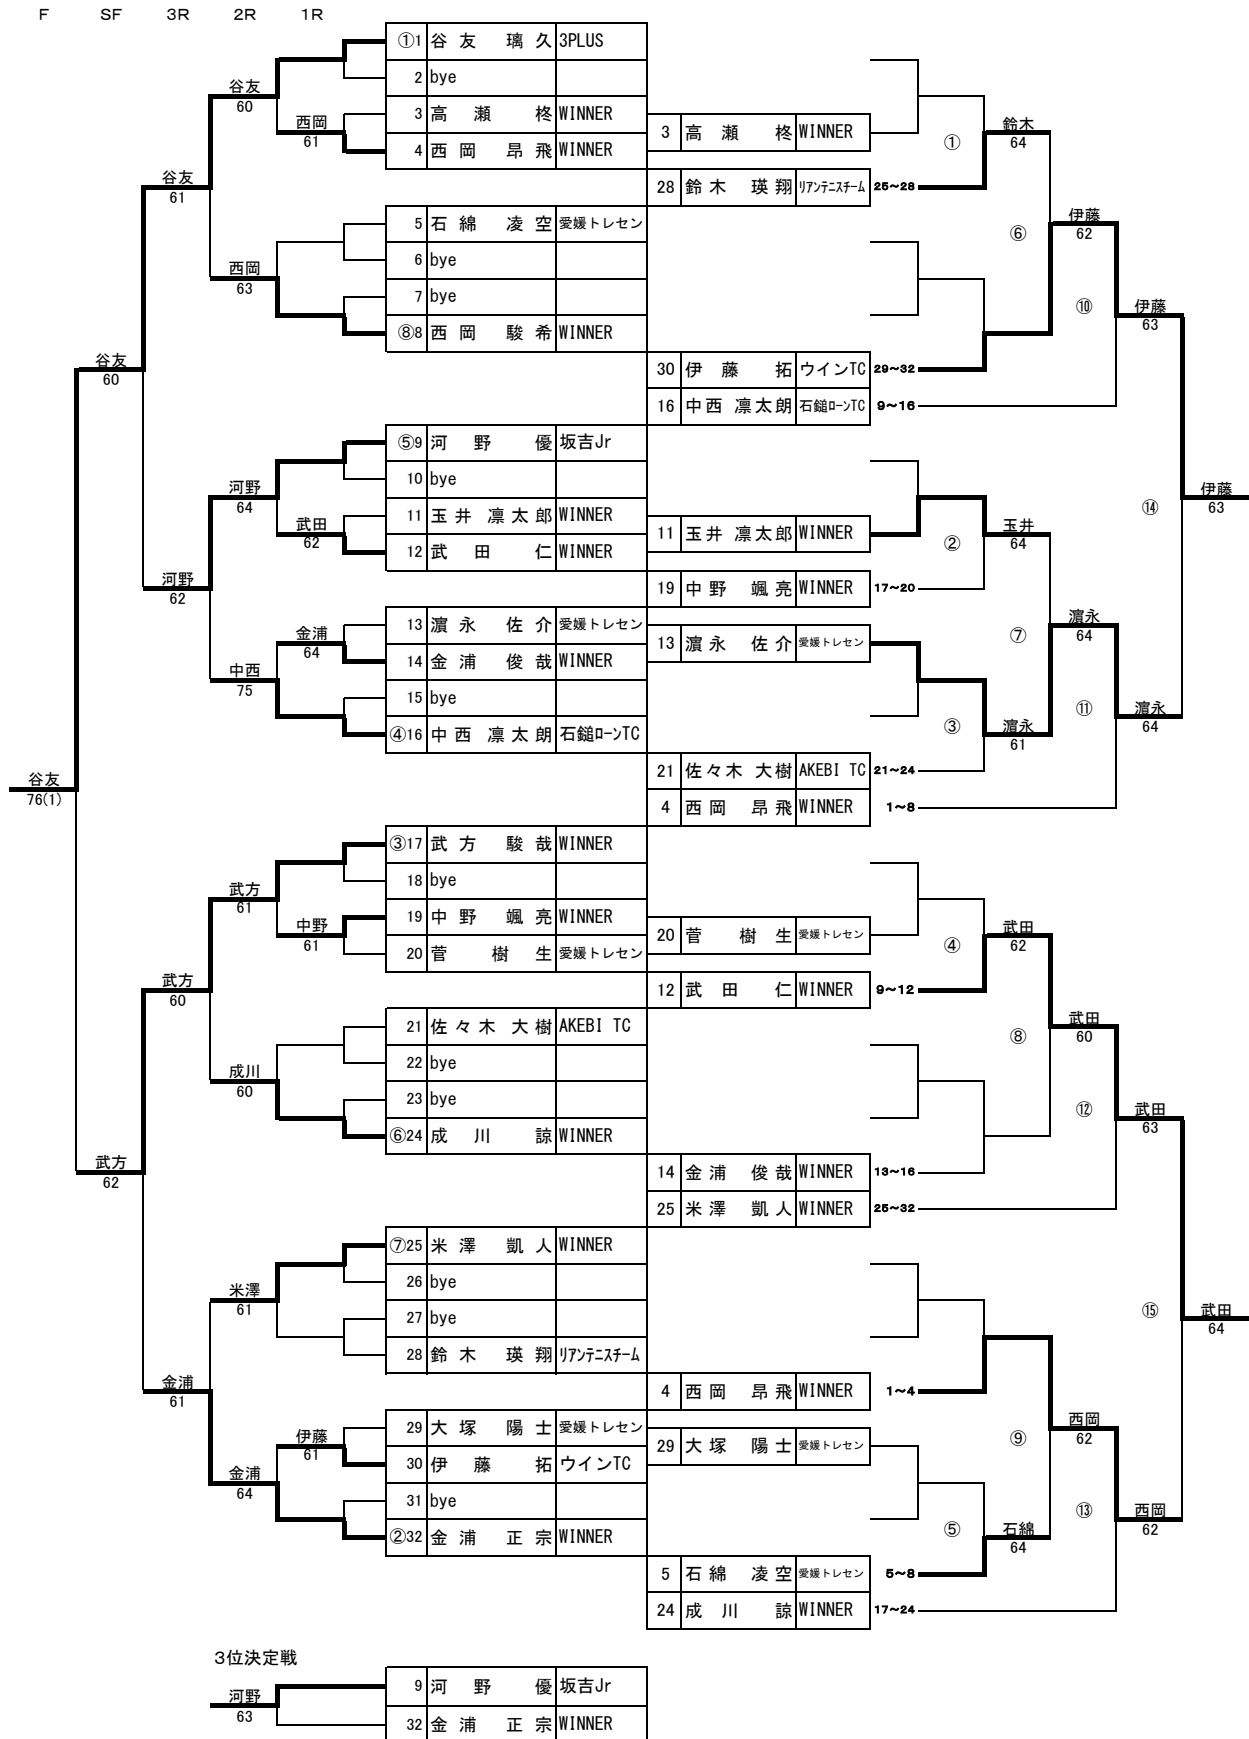 F SF 3R 2R 1R
①1 谷友 璃久 3PLUS
2 bye
谷友
60
3 高瀬 柊 WINNER
西岡
61
4 西岡 昂飛 WINNER
谷友
61
5 石綿 凌空 愛媛トレセン
6 bye
西岡
63
7 bye
⑧8 西岡 駿希 WINNER
谷友
60
⑤9 河野 優 坂吉Jr
10 bye
河野
64
11 玉井 凛太郎 WINNER
武田
62
12 武田 仁 WINNER
河野
62
13 濵永 佐介 愛媛トレセン
金浦
64
14 金浦 俊哉 WINNER
中西
75
15 bye
④16 中西 凛太朗 石鎚ローンTC
谷友
76(1)
③17 武方 駿哉 WINNER
18 bye
武方
61
19 中野 颯亮 WINNER
中野
61
20 菅 樹生 愛媛トレセン
武方
60
21 佐々木 大樹 AKEBI TC
22 bye
成川
60
23 bye
⑥24 成川 諒 WINNER
武方
62
⑦25 米澤 凱人 WINNER
26 bye
米澤
61
27 bye
28 鈴木 瑛翔 リアンテニスチーム
金浦
61
29 大塚 陽士 愛媛トレセン
伊藤
61
30 伊藤 拓 ウインTC
金浦
64
31 bye
②32 金浦 正宗 WINNER
3 高瀬 柊 WINNER
①
鈴木
64
28 鈴木 瑛翔 リアンテニスチーム 25~28
⑥
伊藤
62
⑩
伊藤
63
30 伊藤 拓 ウインTC 29~32
16 中西 凛太朗 石鎚ローンTC 9~16
⑭
伊藤
63
11 玉井 凛太郎 WINNER
②
玉井
64
19 中野 颯亮 WINNER 17~20
13 濵永 佐介 愛媛トレセン
⑦
濵永
64
③
濵永
61
⑪
濵永
64
21 佐々木 大樹 AKEBI TC 21~24
4 西岡 昂飛 WINNER 1~8
20 菅 樹生 愛媛トレセン
④
武田
62
12 武田 仁 WINNER 9~12
⑧
武田
60
⑫
武田
63
14 金浦 俊哉 WINNER 13~16
25 米澤 凱人 WINNER 25~32
⑮
武田
64
4 西岡 昂飛 WINNER 1~4
29 大塚 陽士 愛媛トレセン
⑨
西岡
62
⑤
石綿
64
⑬
西岡
62
5 石綿 凌空 愛媛トレセン 5~8
24 成川 諒 WINNER 17~24
3位決定戦
9 河野 優 坂吉Jr
河野
63
32 金浦 正宗 WINNER